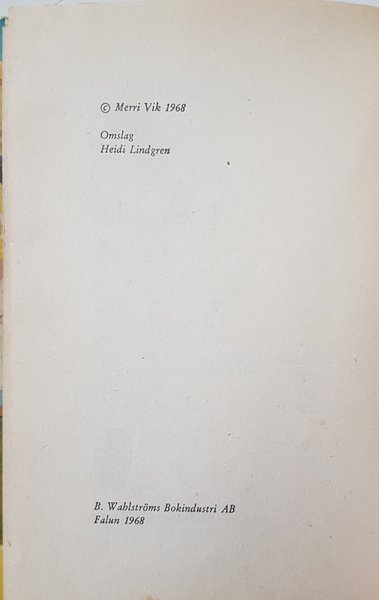 © Merri Vik 1968
Omslag
Heidi Lindgren
B. Wahlströms Bokindustri AB
Falun 1968